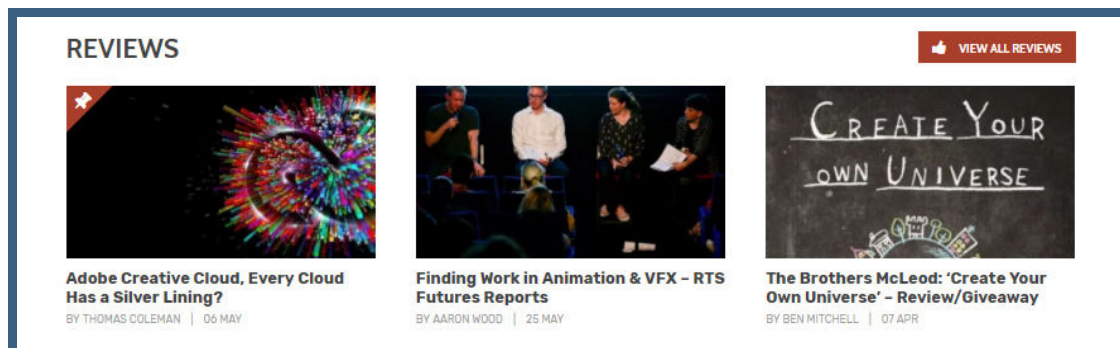 REVIEWS
VIEW ALL REVIEWS
CREATE YOUR
OWN UNIVERSE
Adobe Creative Cloud, Every Cloud
Has a Silver Lining?
BY THOMAS COLEMAN | 06 MAY
Finding Work in Animation & VFX – RTS
Futures Reports
BY AARON WOOD | 25 MAY
The Brothers McLeod: ‘Create Your
Own Universe’ – Review/Giveaway
BY BEN MITCHELL | 07 APR